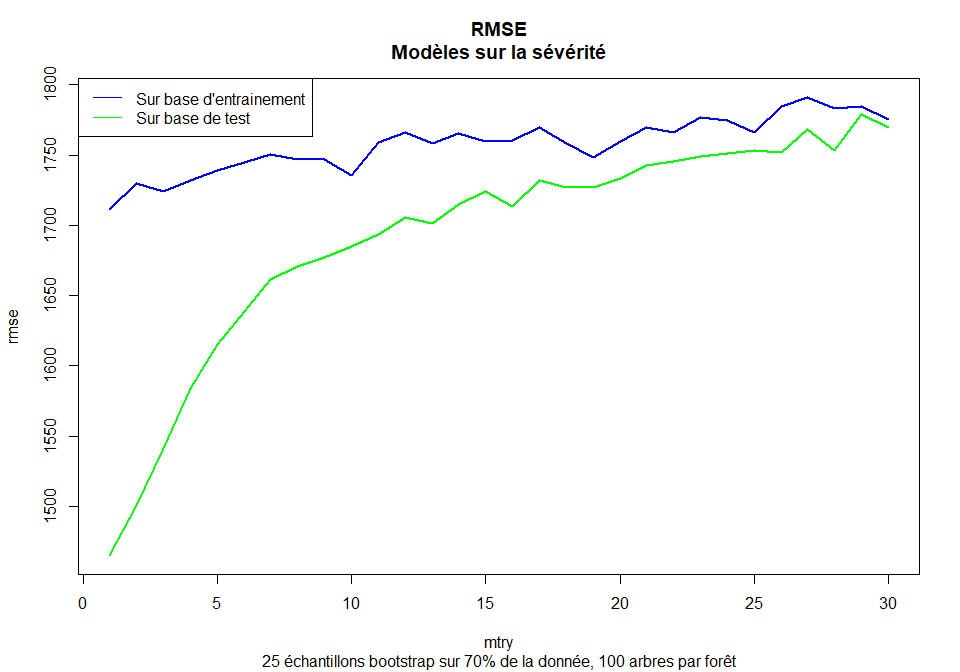 RMSE
Modèles sur la sévérité
Sur base d'entrainement
Sur base de test
rmse
1800
1750
1700
1650
1600
1550
1500
0 5 10 15 20 25 30
mtry
25 échantillons bootstrap sur 70% de la donnée, 100 arbres par forêt